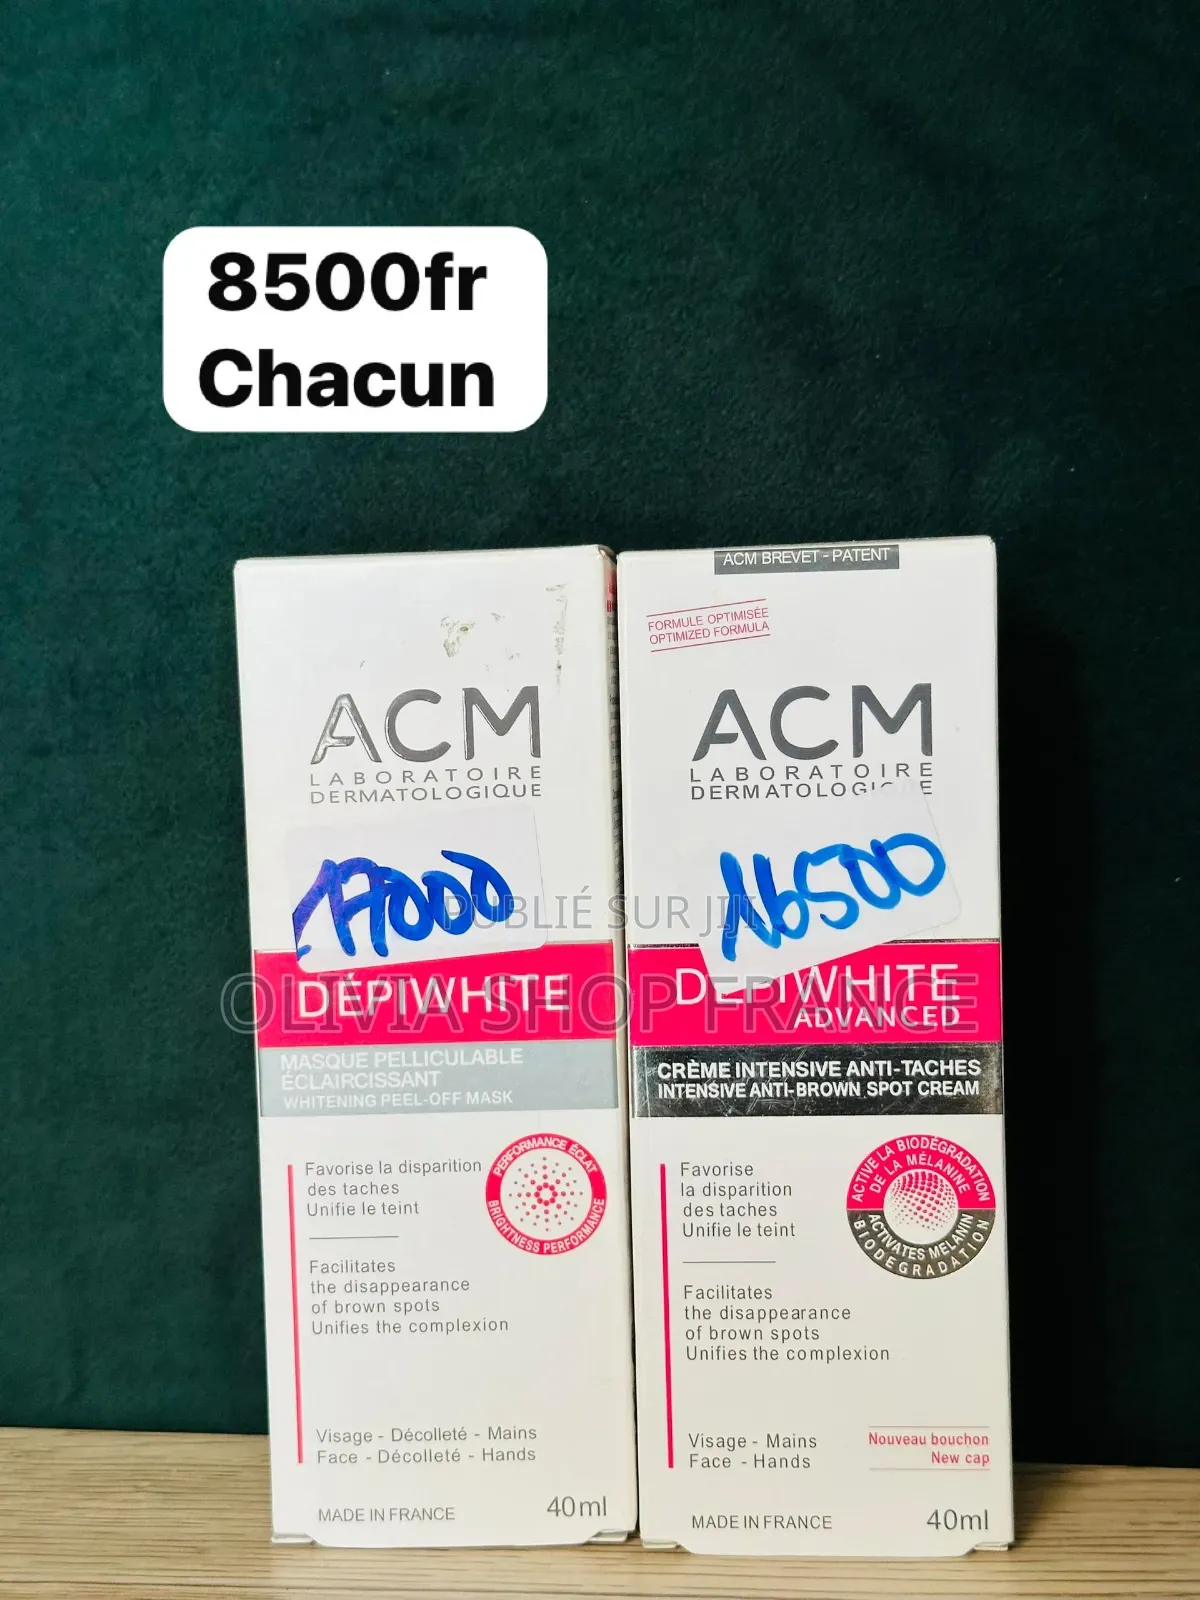 8500fr
Chacun
ACM
LABORATOIRE
DERMATOLOGIQUE
17000
DÉPIWHITE
MASQUE PELLICULABLE
ÉCLAIRCISSANT
WHITENING PEEL-OFF MASK
PERFORMANCE ÉCLAT
BRIGHTNESS PERFORMANCE
Favorise la disparition
des taches
Unifie le teint
Facilitates
the disappearance
of brown spots
Unifies the complexion
Visage - Décolleté - Mains
Face - Décolleté - Hands
MADE IN FRANCE
40ml
ACM BREVET - PATENT
FORMULE OPTIMISÉE
OPTIMIZED FORMULA
ACM
LABORATOIRE
DERMATOLOGIQUE
16500
DÉPIWHITE
ADVANCED
CRÈME INTENSIVE ANTI-TACHES
INTENSIVE ANTI-BROWN SPOT CREAM
ACTIVE LA BIODÉGRADATION
DE LA MÉLANINE
ACTIVATES MELANIN
BIODEGRADATION
Favorise
la disparition
des taches
Unifie le teint
Facilitates
the disappearance
of brown spots
Unifies the complexion
Visage - Mains
Face - Hands
Nouveau bouchon
New cap
MADE IN FRANCE
40ml
PUBLIÉ SUR JIJI
OLIVIA SHOP FRANCE